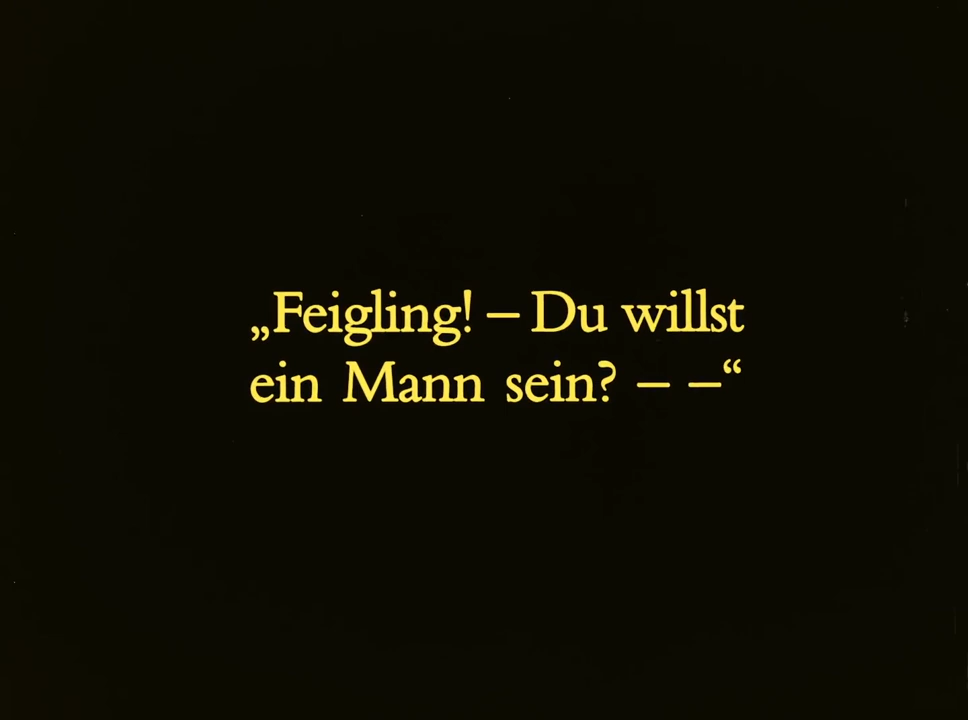 „Feigling! – Du willst
ein Mann sein? – –“